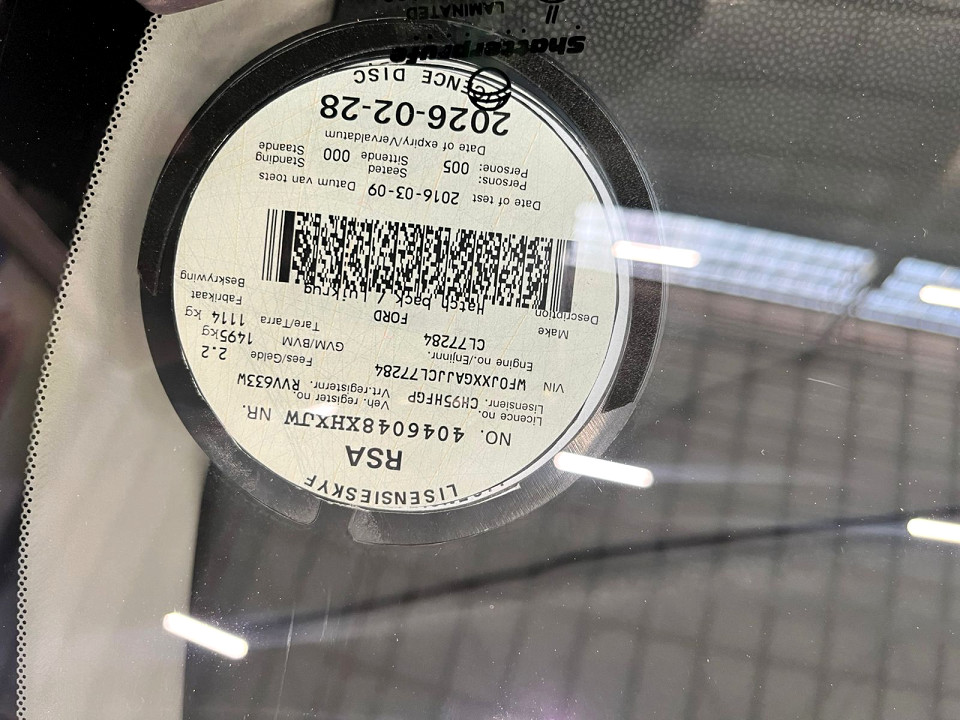 LISENSIESKYF
RSA
NO. 4046048XHXJW NR.
Licence no. Veh. register no.
Lisensienr. CH95HFGP Vrt.registernr. RVV633W
VIN WF0JXXGAJJCL77284 Fees/Gelde 2.2
Engine no./Enjinnr. GVM/BVM 1495kg
CL77284 Tare/Tarra 1114 kg
Make FORD Fabrikaat
Description Hatch back / Luikrug Beskrywing
Date of test 2016-03-09 Datum van toets
Persons: Seated Standing
Persone: 005 Sittende 000 Staande
Date of expiry/Vervaldatum
2026-02-28
CENCE DISC
Shatterprufe
LAMINATED
II